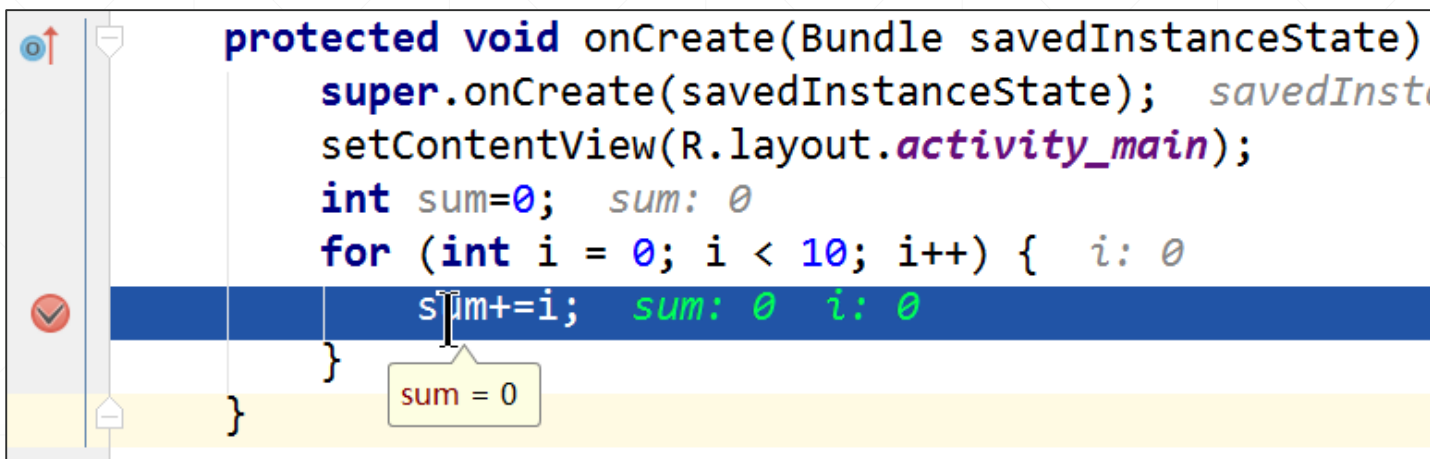 protected void onCreate(Bundle savedInstanceState)
super.onCreate(savedInstanceState);
setContentView(R.layout.activity_main);
int sum=0;  sum: 0
for (int i = 0; i < 10; i++) {  i: 0
sum+=i;  sum: 0  i: 0
}
sum = 0
}